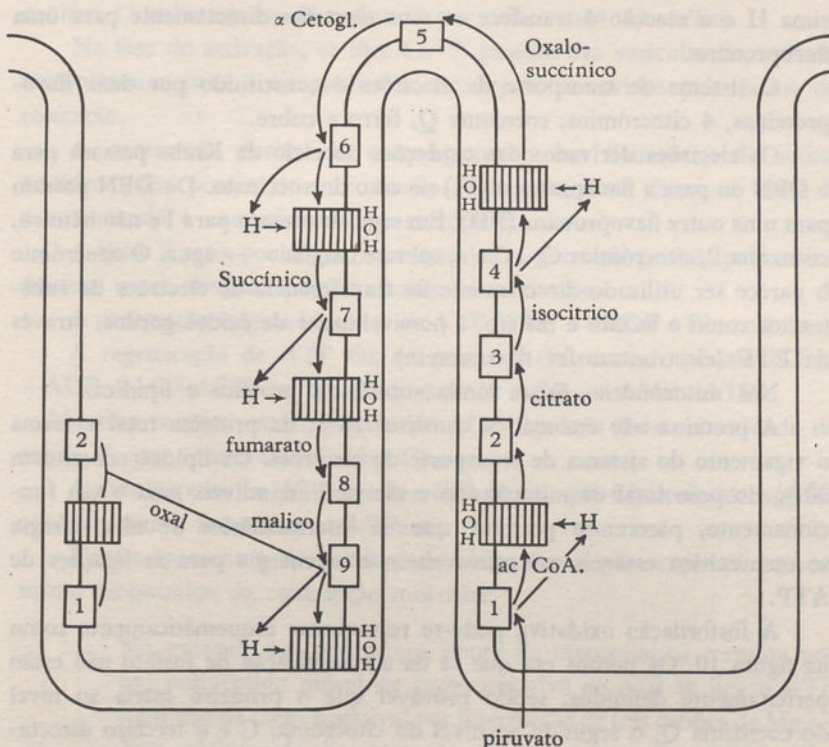 α Cetogl.
5
Oxalo-
succínico
6
H
O
H
H
O
H
H
H
4
Succínico
7
isocitrico
3
H
H
O
H
citrato
2
2
fumarato
8
oxal
malico
H
O
H
H
9
ac CoA.
1
1
H
H
O
H
piruvato